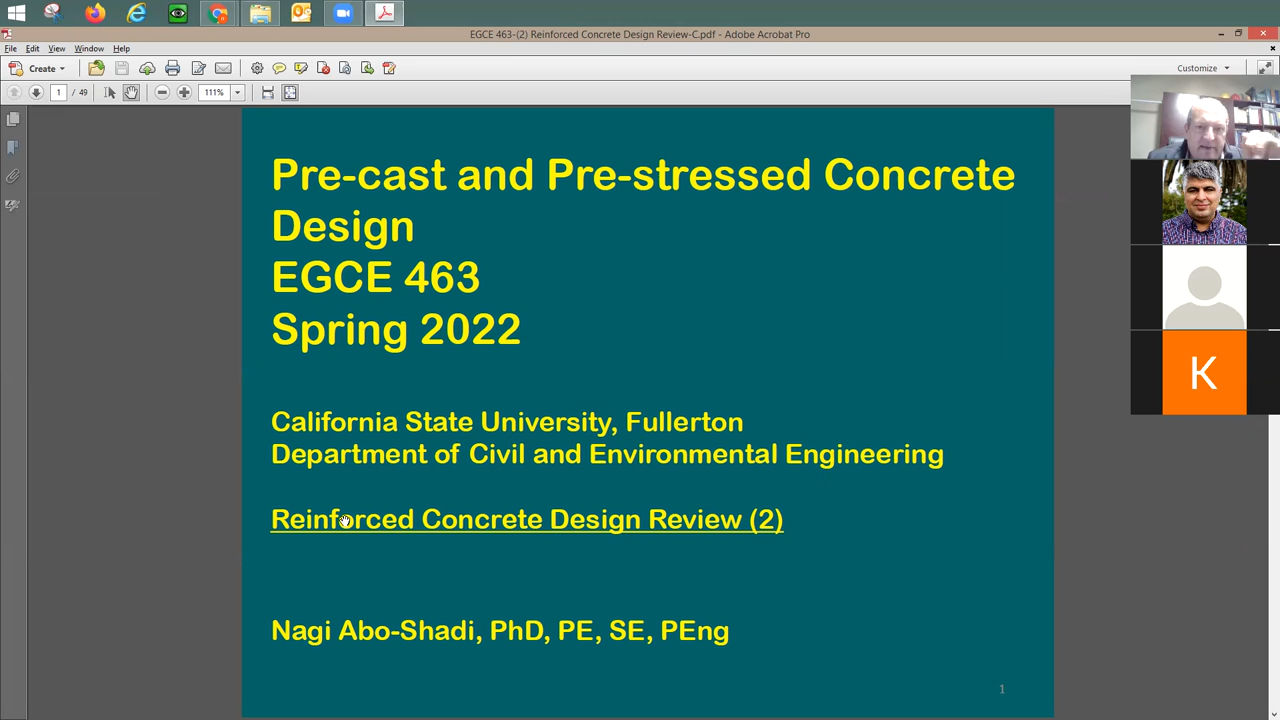 EGCE 463-(2) Reinforced Concrete Design Review-C.pdf - Adobe Acrobat Pro
File Edit View Window Help
Create
Customize
1 / 49
111%
Pre-cast and Pre-stressed Concrete
Design
EGCE 463
Spring 2022
California State University, Fullerton
Department of Civil and Environmental Engineering
Reinforced Concrete Design Review (2)
Nagi Abo-Shadi, PhD, PE, SE, PEng
1
K